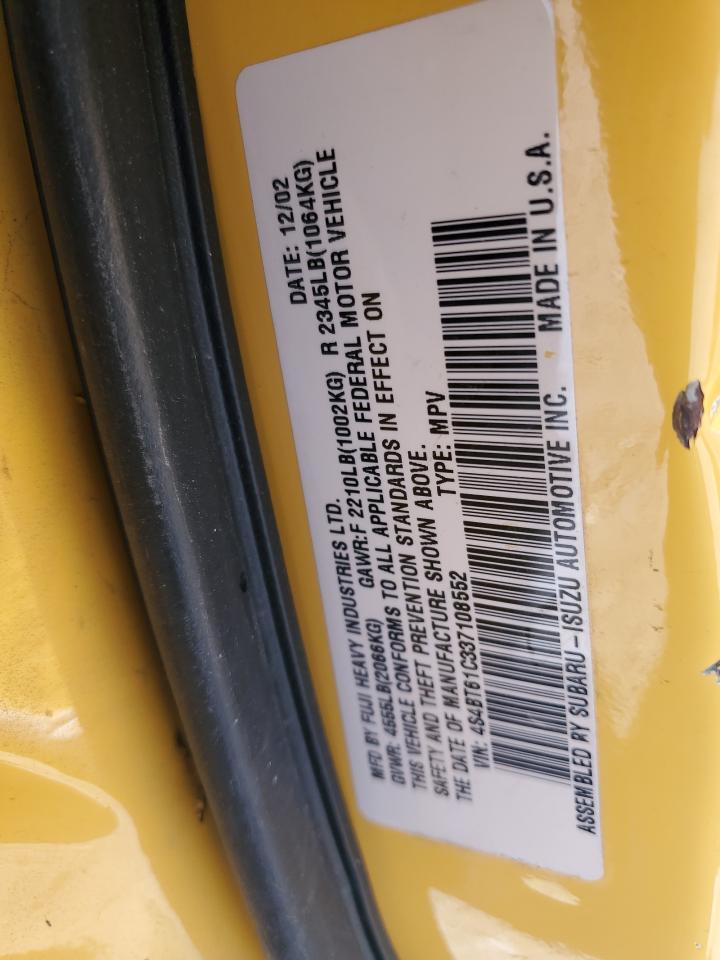 MFD BY FUJI HEAVY INDUSTRIES LTD. DATE: 12/02
GVWR: 4555LB(2066KG) GAWR:F 2210LB(1002KG) R 2345LB(1064KG)
THIS VEHICLE CONFORMS TO ALL APPLICABLE FEDERAL MOTOR VEHICLE
SAFETY AND THEFT PREVENTION STANDARDS IN EFFECT ON
THE DATE OF MANUFACTURE SHOWN ABOVE.
VIN: 4S4BT61C337108552 TYPE: MPV
ASSEMBLED BY SUBARU-ISUZU AUTOMOTIVE INC. MADE IN U.S.A.